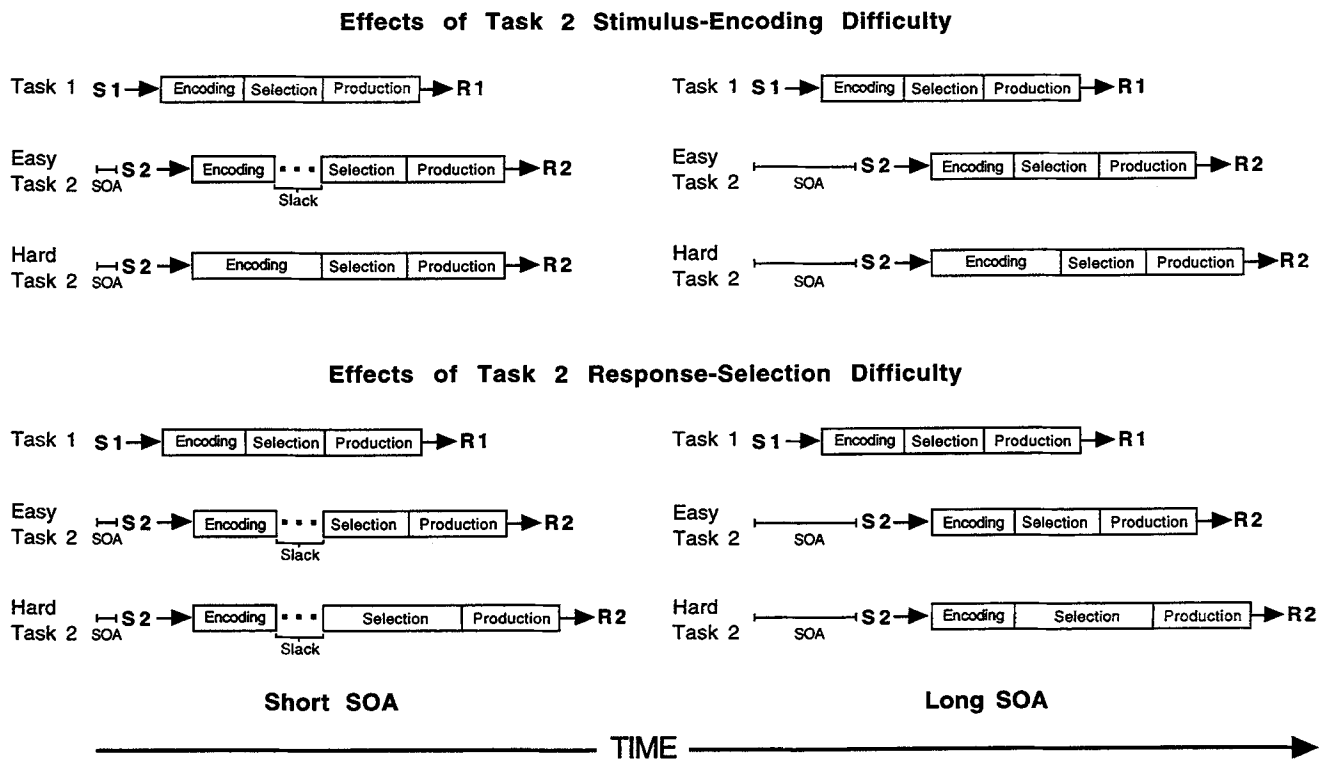 Effects of Task 2 Stimulus-Encoding Difficulty
Task 1 S1 Encoding Selection Production R1
Easy
Task 2 SOA S2 Encoding Selection Production R2
Slack
Hard
Task 2 SOA S2 Encoding Selection Production R2
Task 1 S1 Encoding Selection Production R1
Easy
Task 2 SOA S2 Encoding Selection Production R2
Hard
Task 2 SOA S2 Encoding Selection Production R2
Effects of Task 2 Response-Selection Difficulty
Task 1 S1 Encoding Selection Production R1
Easy
Task 2 SOA S2 Encoding Selection Production R2
Slack
Hard
Task 2 SOA S2 Encoding Selection Production R2
Slack
Short SOA
Task 1 S1 Encoding Selection Production R1
Easy
Task 2 SOA S2 Encoding Selection Production R2
Hard
Task 2 SOA S2 Encoding Selection Production R2
Long SOA
TIME